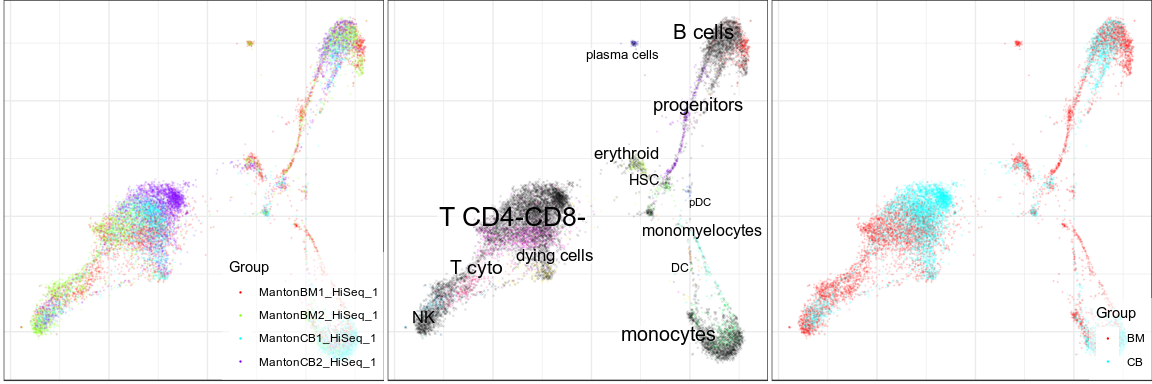 Group
MantonBM1_HiSeq_1
MantonBM2_HiSeq_1
MantonCB1_HiSeq_1
MantonCB2_HiSeq_1
B cells
plasma cells
progenitors
erythroid
HSC
pDC
T CD4-CD8-
monomyelocytes
dying cells
T cyto
DC
NK
monocytes
Group
BM
CB